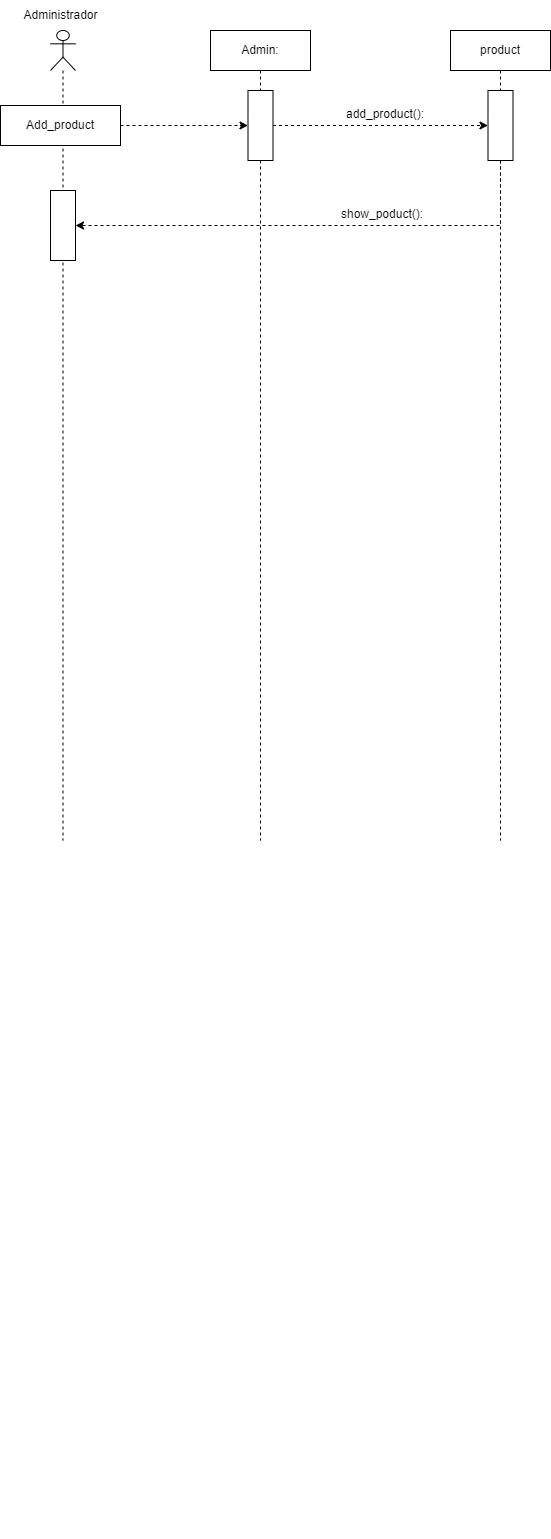 Administrador
Admin:
product
Add_product
add_product():
show_poduct():